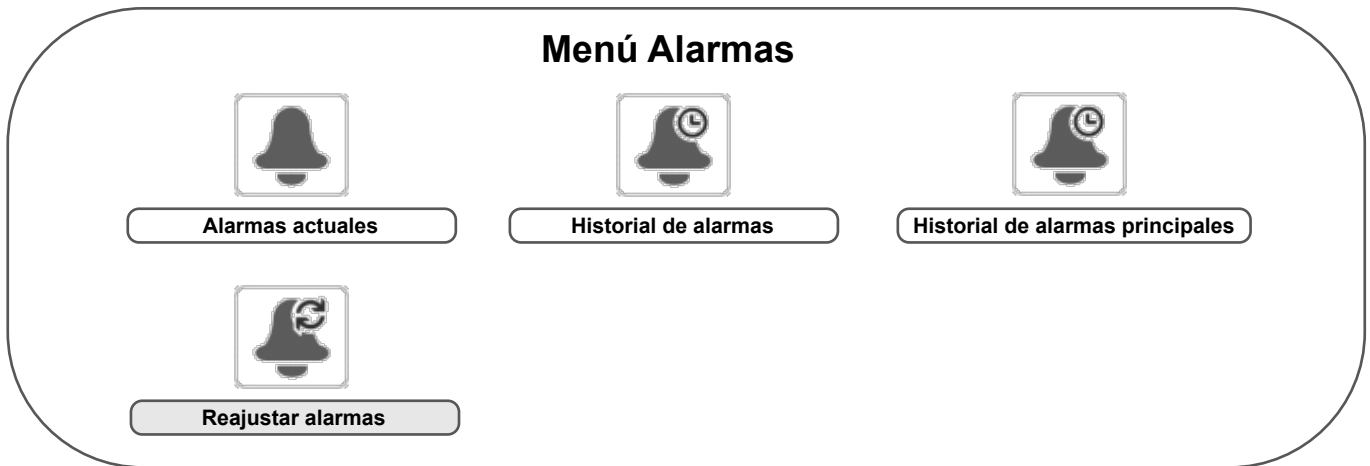 Menú Alarmas
Alarmas actuales
Historial de alarmas
Historial de alarmas principales
Reajustar alarmas